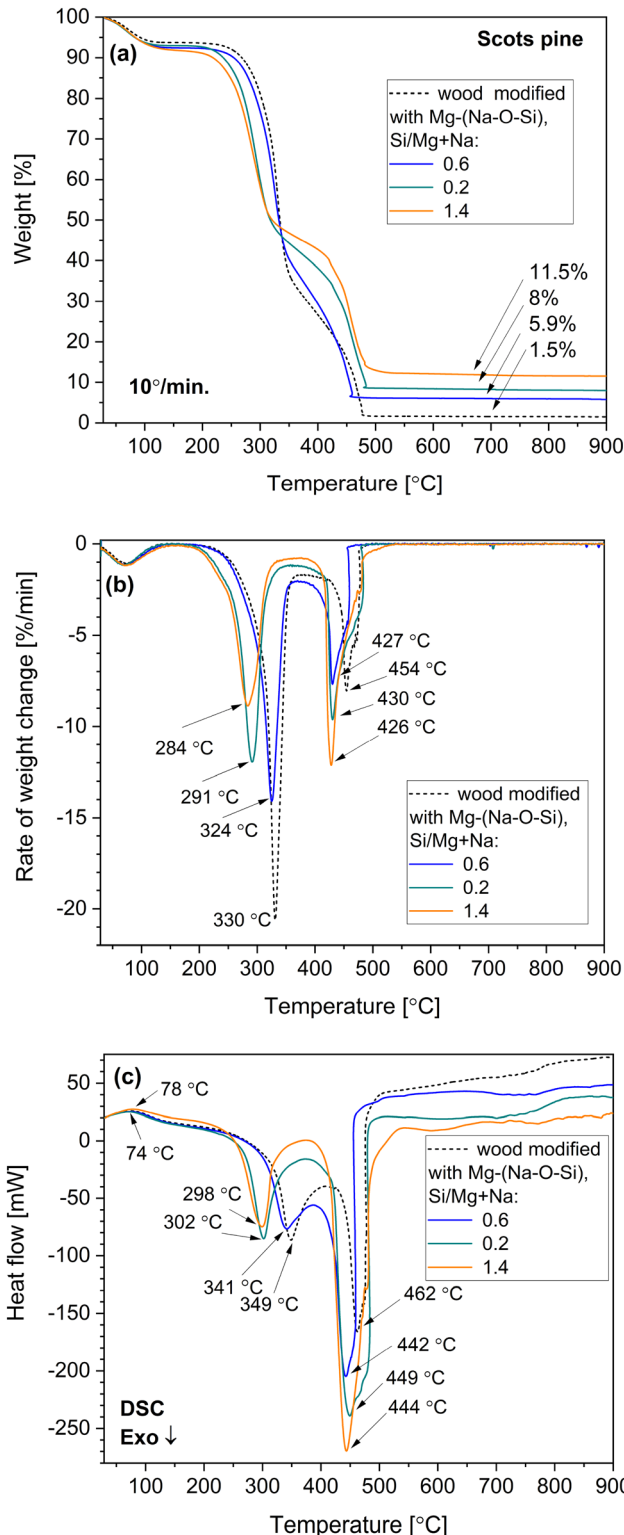 100
90
80
70
60
50
40
30
20
10
0
Weight [%]
(a)
Scots pine
wood modified
with Mg-(Na-O-Si),
Si/Mg+Na:
0.6
0.2
1.4
11.5%
8%
5.9%
1.5%
10°/min.
100 200 300 400 500 600 700 800 900
Temperature [°C]
0
-5
-10
-15
-20
Rate of weight change [%/min]
(b)
427 °C
454 °C
430 °C
426 °C
284 °C
291 °C
324 °C
330 °C
wood modified
with Mg-(Na-O-Si),
Si/Mg+Na:
0.6
0.2
1.4
100 200 300 400 500 600 700 800 900
Temperature [°C]
50
0
-50
-100
-150
-200
-250
Heat flow [mW]
(c)
78 °C
74 °C
298 °C
302 °C
341 °C
349 °C
wood modified
with Mg-(Na-O-Si),
Si/Mg+Na:
0.6
0.2
1.4
462 °C
442 °C
449 °C
444 °C
DSC
Exo ↓
100 200 300 400 500 600 700 800 900
Temperature [°C]